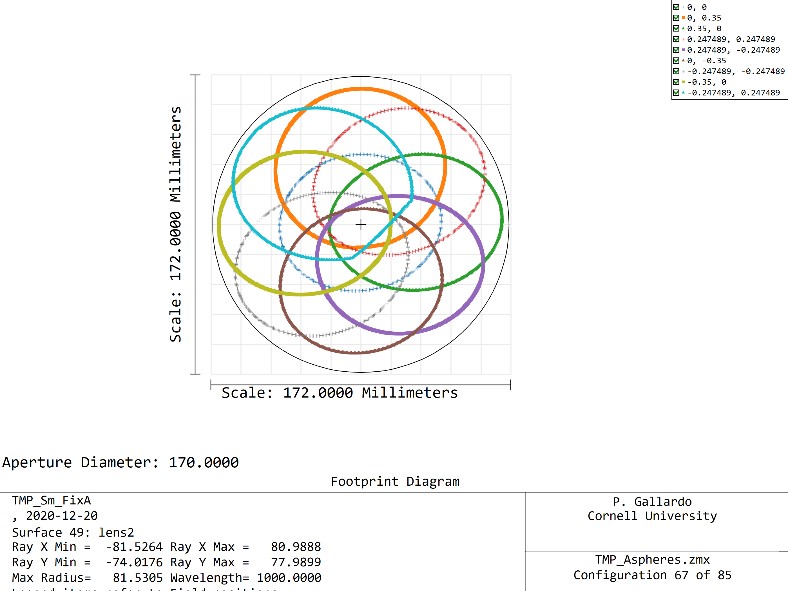 0, 0
0, 0.35
0.35, 0
0.247489, 0.247489
0.247489, -0.247489
0, -0.35
-0.247489, -0.247489
-0.35, 0
-0.247489, 0.247489
Scale: 172.0000 Millimeters
Scale: 172.0000 Millimeters
Aperture Diameter: 170.0000
Footprint Diagram
TMP_Sm_FixA
, 2020-12-20
Surface 49: lens2
Ray X Min = -81.5264 Ray X Max = 80.9888
Ray Y Min = -74.0176 Ray Y Max = 77.9899
Max Radius= 81.5305 Wavelength= 1000.0000
P. Gallardo
Cornell University
TMP_Aspheres.zmx
Configuration 67 of 85